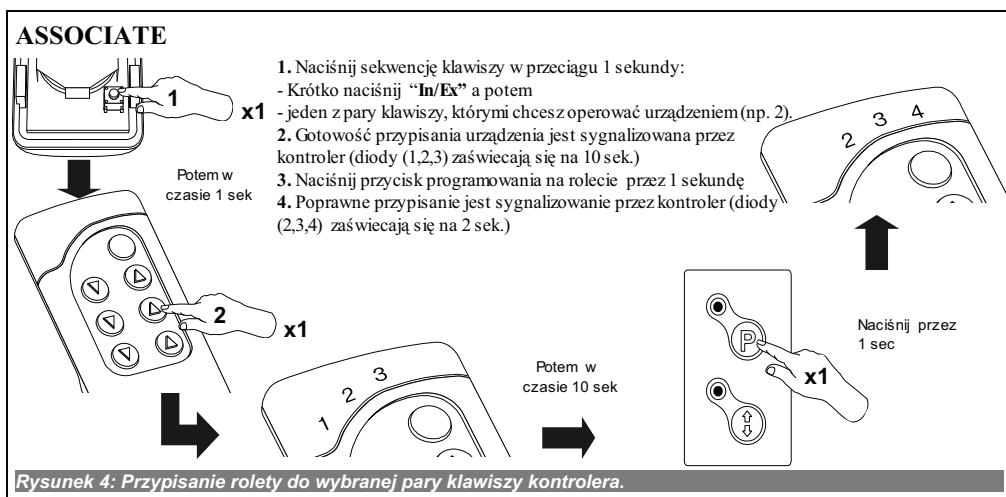 ASSOCIATE
1. Naciśnij sekwencję klawiszy w przeciągu 1 sekundy:
- Krótko naciśnij “In/Ex” a potem
- jeden z pary klawiszy, którymi chcesz operować urządzeniem (np. 2).
2. Gotowość przypisania urządzenia jest sygnalizowana przez
kontroler (diody (1,2,3) zaświecają się na 10 sek.)
3. Naciśnij przycisk programowania na rolecie przez 1 sekundę
4. Poprawne przypisanie jest sygnalizowanie przez kontroler (diody
(2,3,4) zaświecają się na 2 sek.)
1
x1
Potem w
czasie 1 sek
2
x1
1 2 3
Potem w
czasie 10 sek
P
x1
Naciśnij przez
1 sec
2 3 4
Rysunek 4: Przypisanie rolety do wybranej pary klawiszy kontrolera.